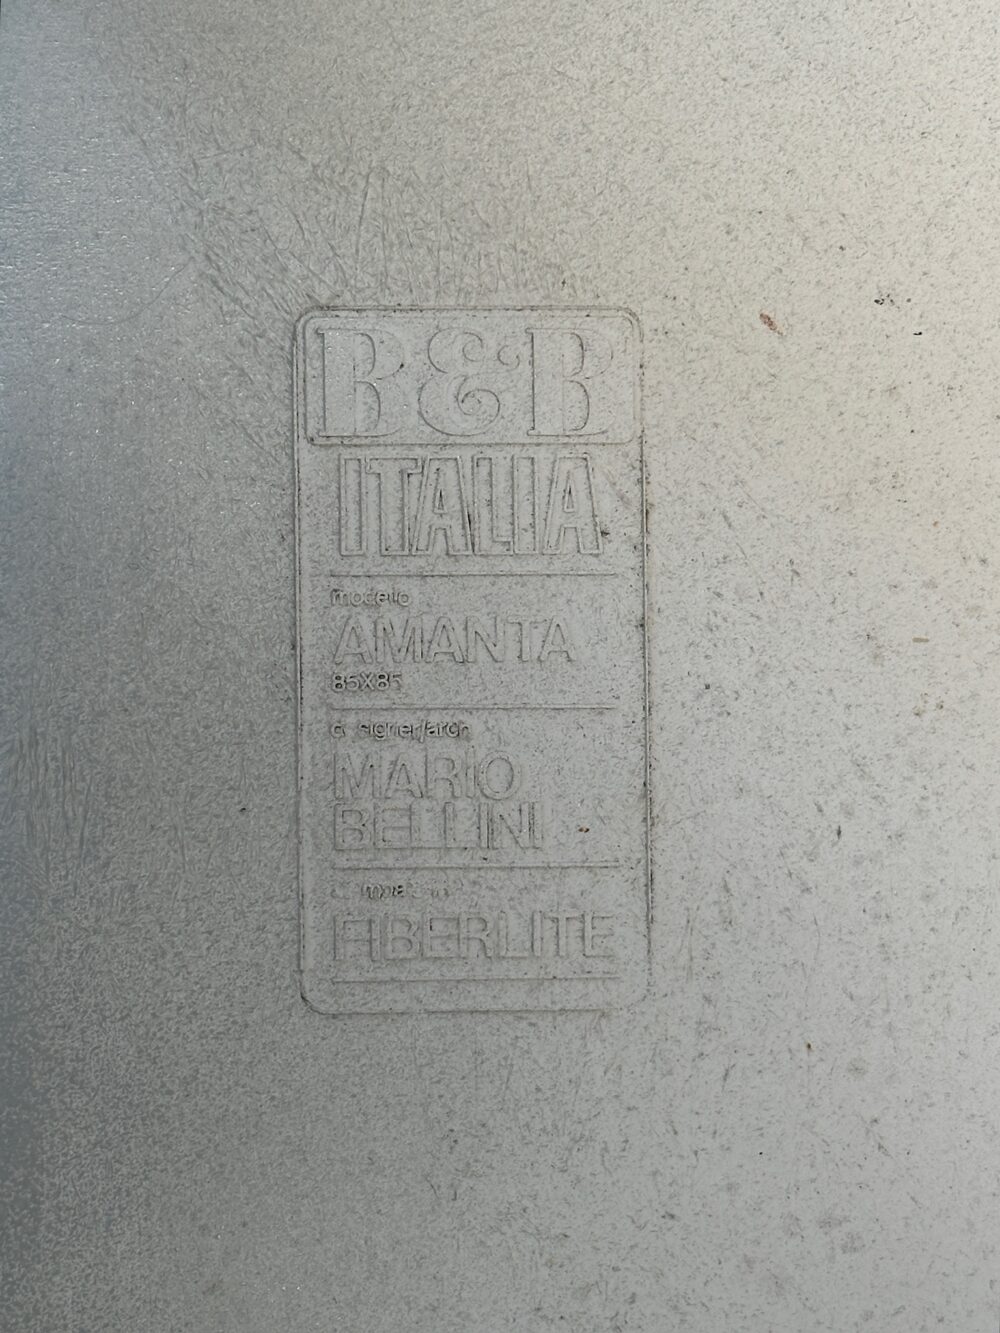 B&B
ITALIA
modello
AMANTA
85X85
designer/arch
MARIO
BELLINI
FIBERLITE